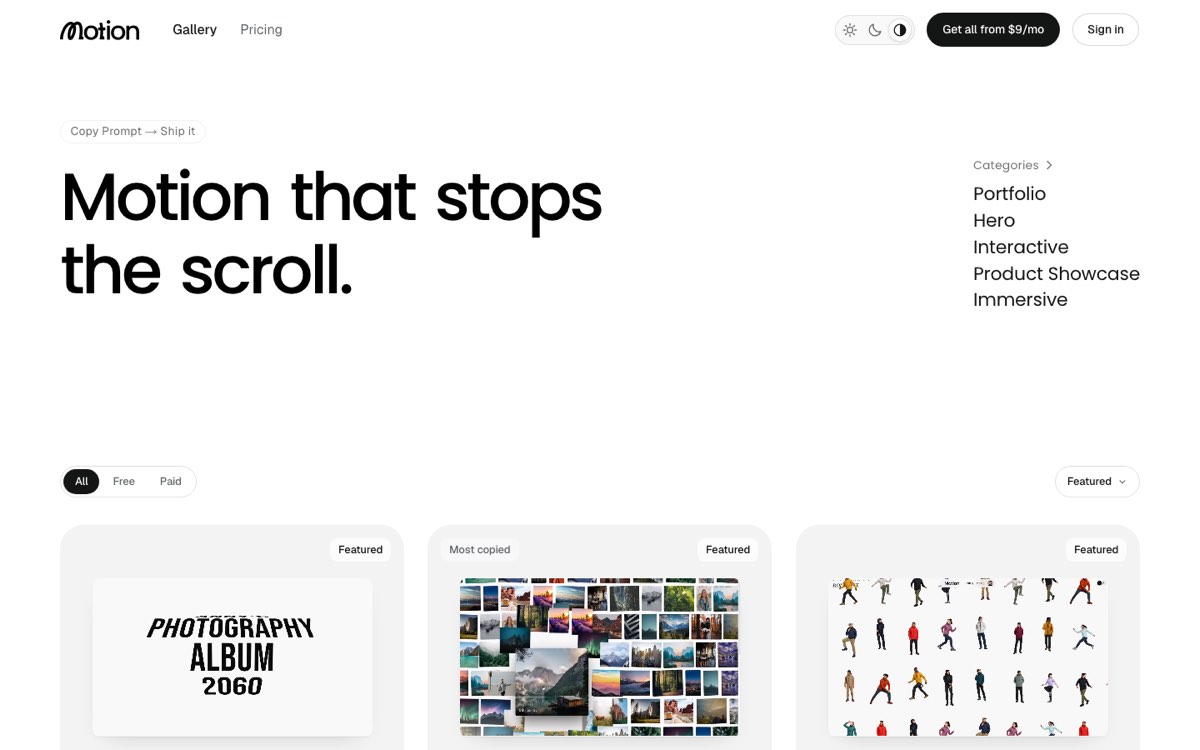 Motion
Gallery
Pricing
Get all from $9/mo
Sign in
Copy Prompt → Ship it
Motion that stops
the scroll.
Categories
Portfolio
Hero
Interactive
Product Showcase
Immersive
All
Free
Paid
Featured
Featured
PHOTOGRAPHY
ALBUM
2060
Most copied
Featured
Featured
Motion